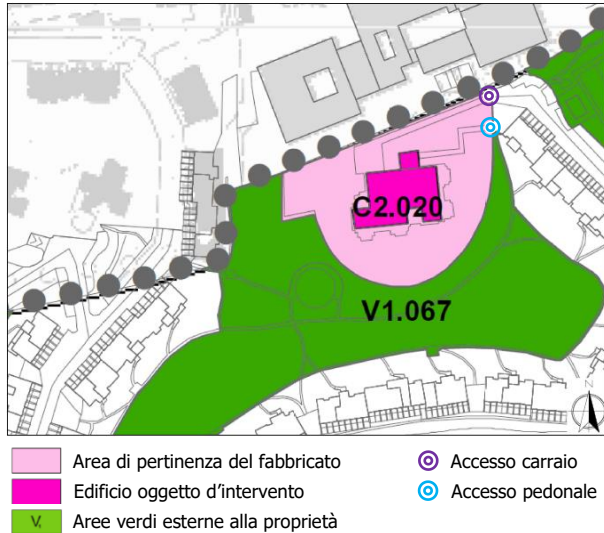 C2.020
V1.067
N
Area di pertinenza del fabbricato
Accesso carraio
Edificio oggetto d'intervento
Accesso pedonale
V. Aree verdi esterne alla proprietà